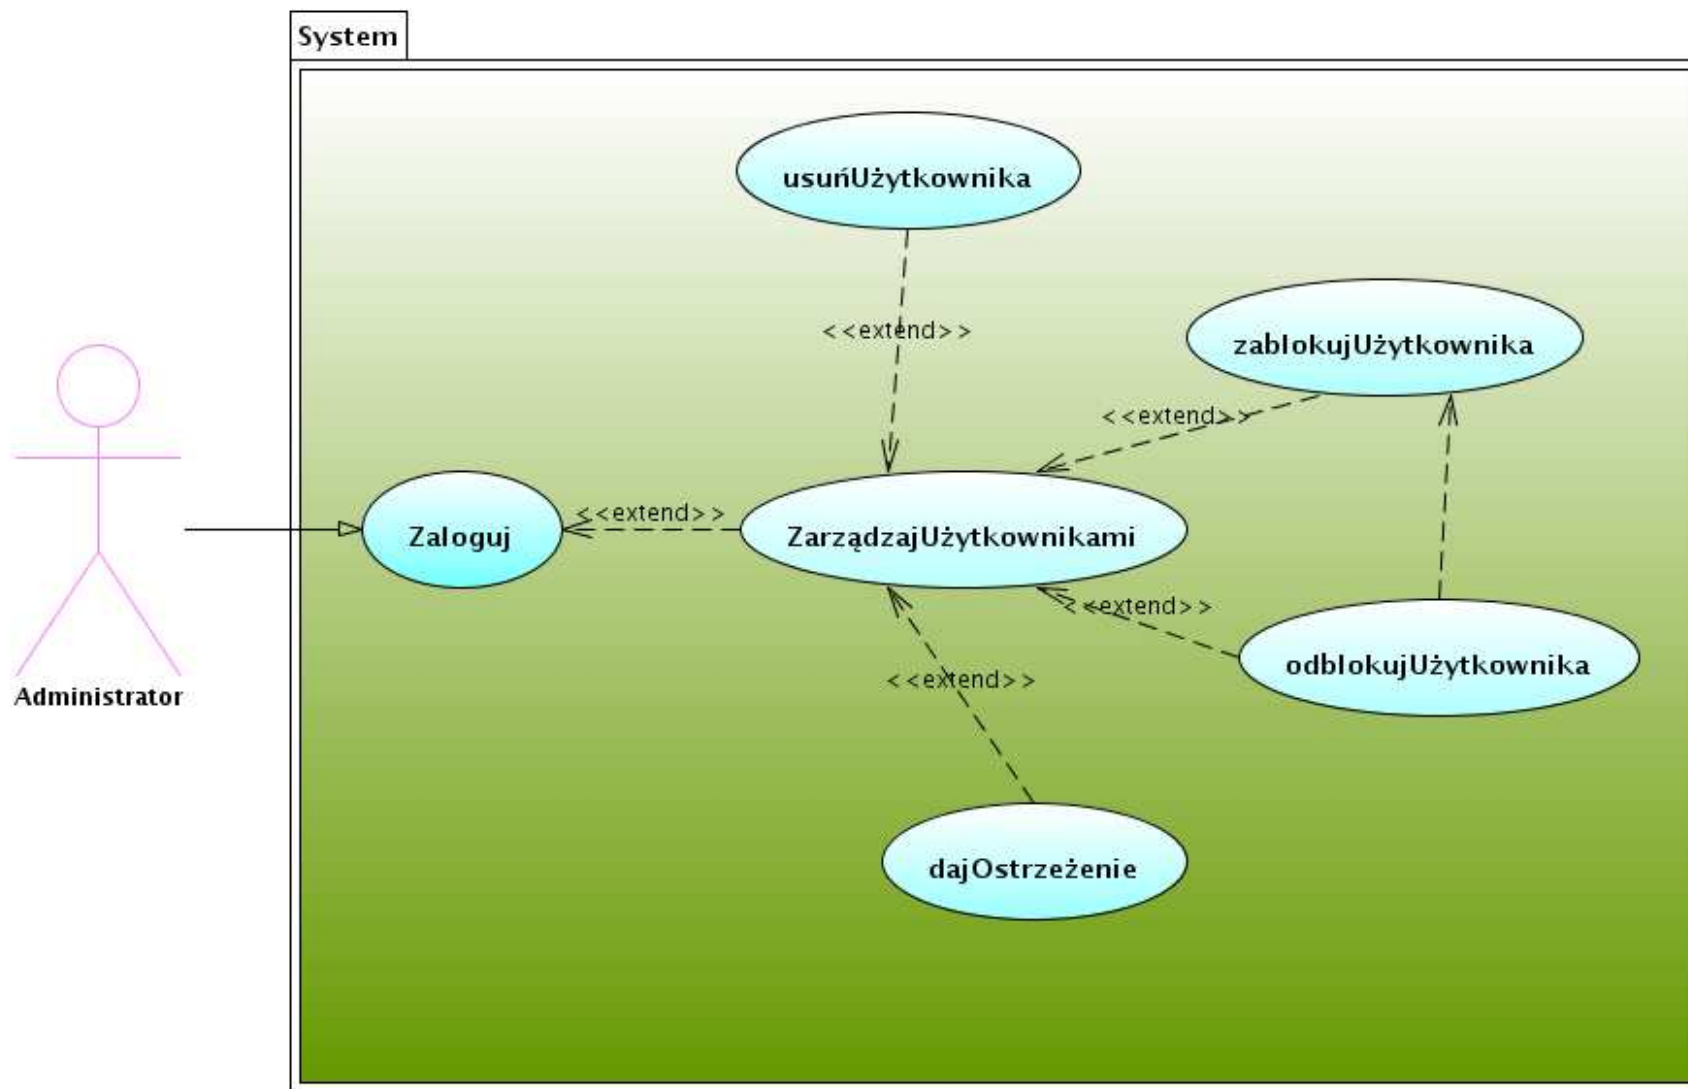 System
usuńUżytkownika
<<extend>>
zablokujUżytkownika
<<extend>>
Zaloguj
<<extend>>
ZarządzajUżytkownikami
<<extend>>
odblokujUżytkownika
<<extend>>
Administrator
dajOstrzeżenie